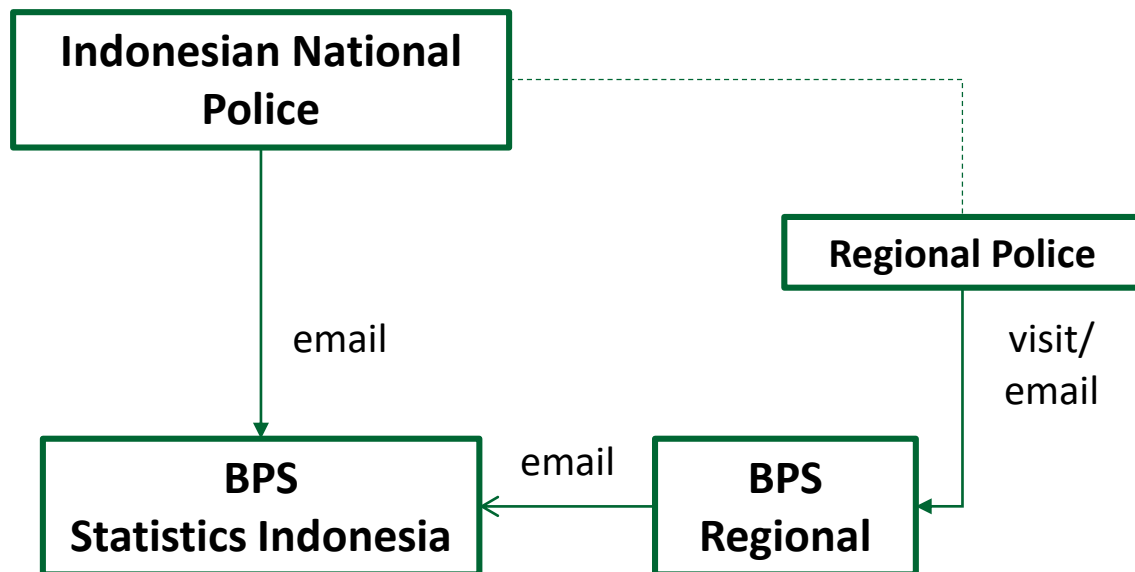 Indonesian National
Police
Regional Police
email
visit/
email
email
BPS
Statistics Indonesia
BPS
Regional